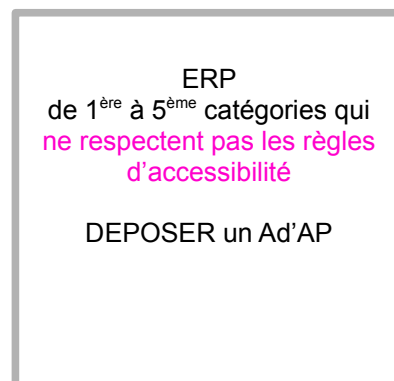 ERP
de 1ère à 5ème catégories qui
ne respectent pas les règles
d’accessibilité
DEPOSER un Ad’AP